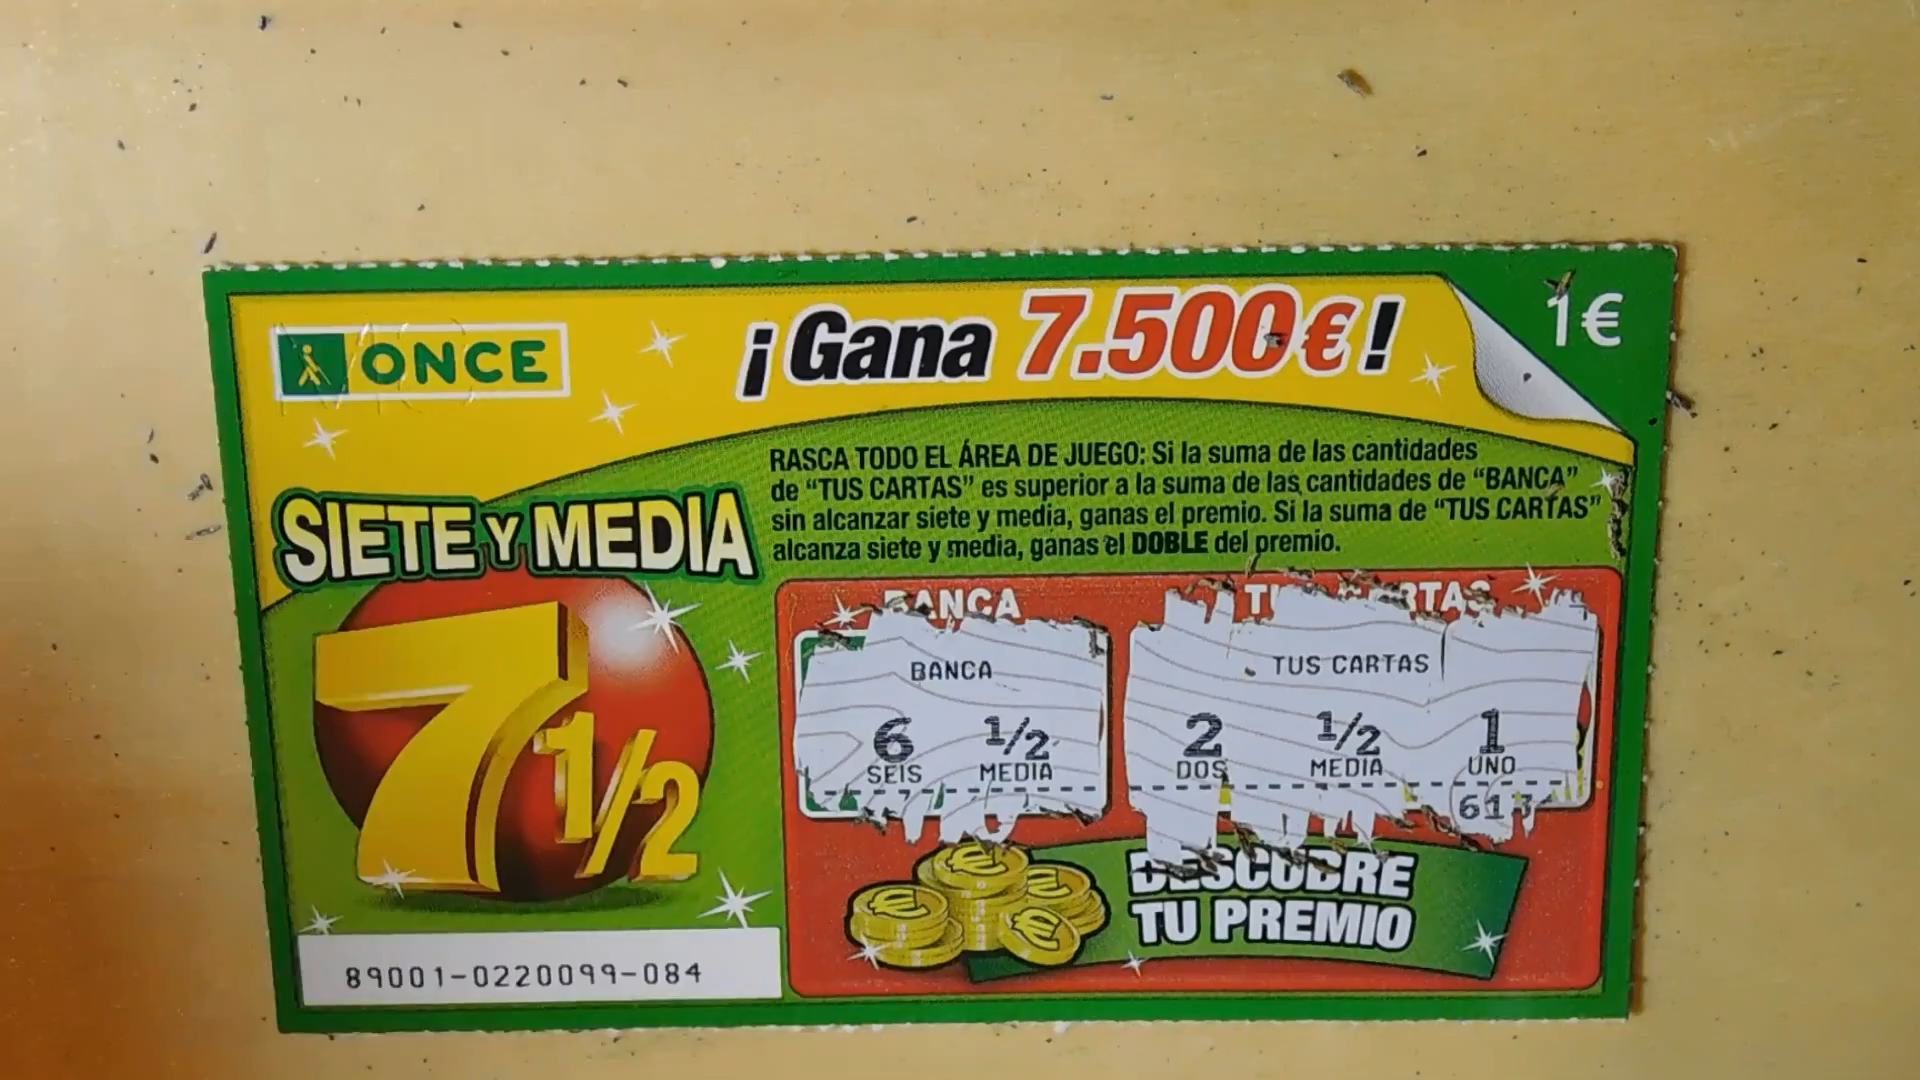 ONCE
¡Gana 7.500€!
1€
RASCA TODO EL ÁREA DE JUEGO: Si la suma de las cantidades
de “TUS CARTAS” es superior a la suma de las cantidades de “BANCA”
sin alcanzar siete y media, ganas el premio. Si la suma de “TUS CARTAS”
alcanza siete y media, ganas el DOBLE del premio.
SIETE Y MEDIA
7 1/2
BANCA TUS CARTAS
BANCA TUS CARTAS
6 1/2 2 1/2 1
SEIS MEDIA DOS MEDIA UNO
DESCUBRE
TU PREMIO
89001-0220099-084